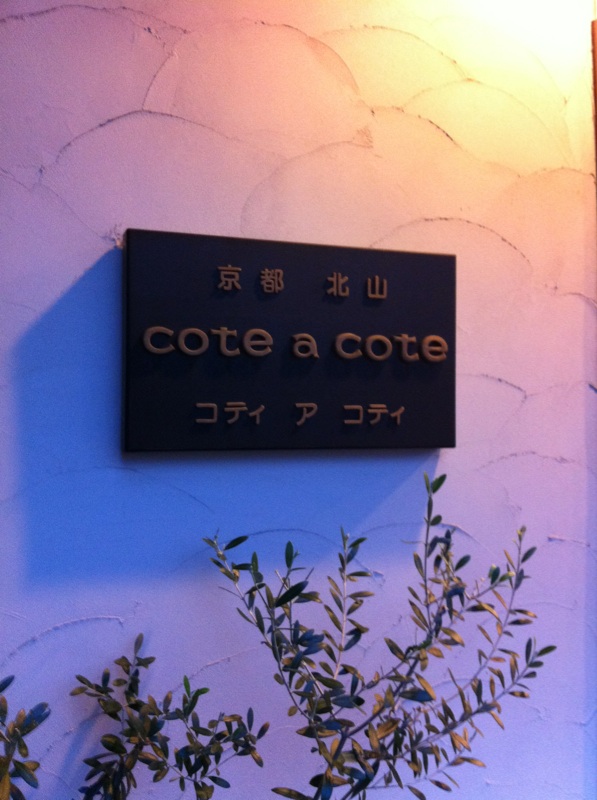 京都 北山
cote a cote
コティ ア コティ